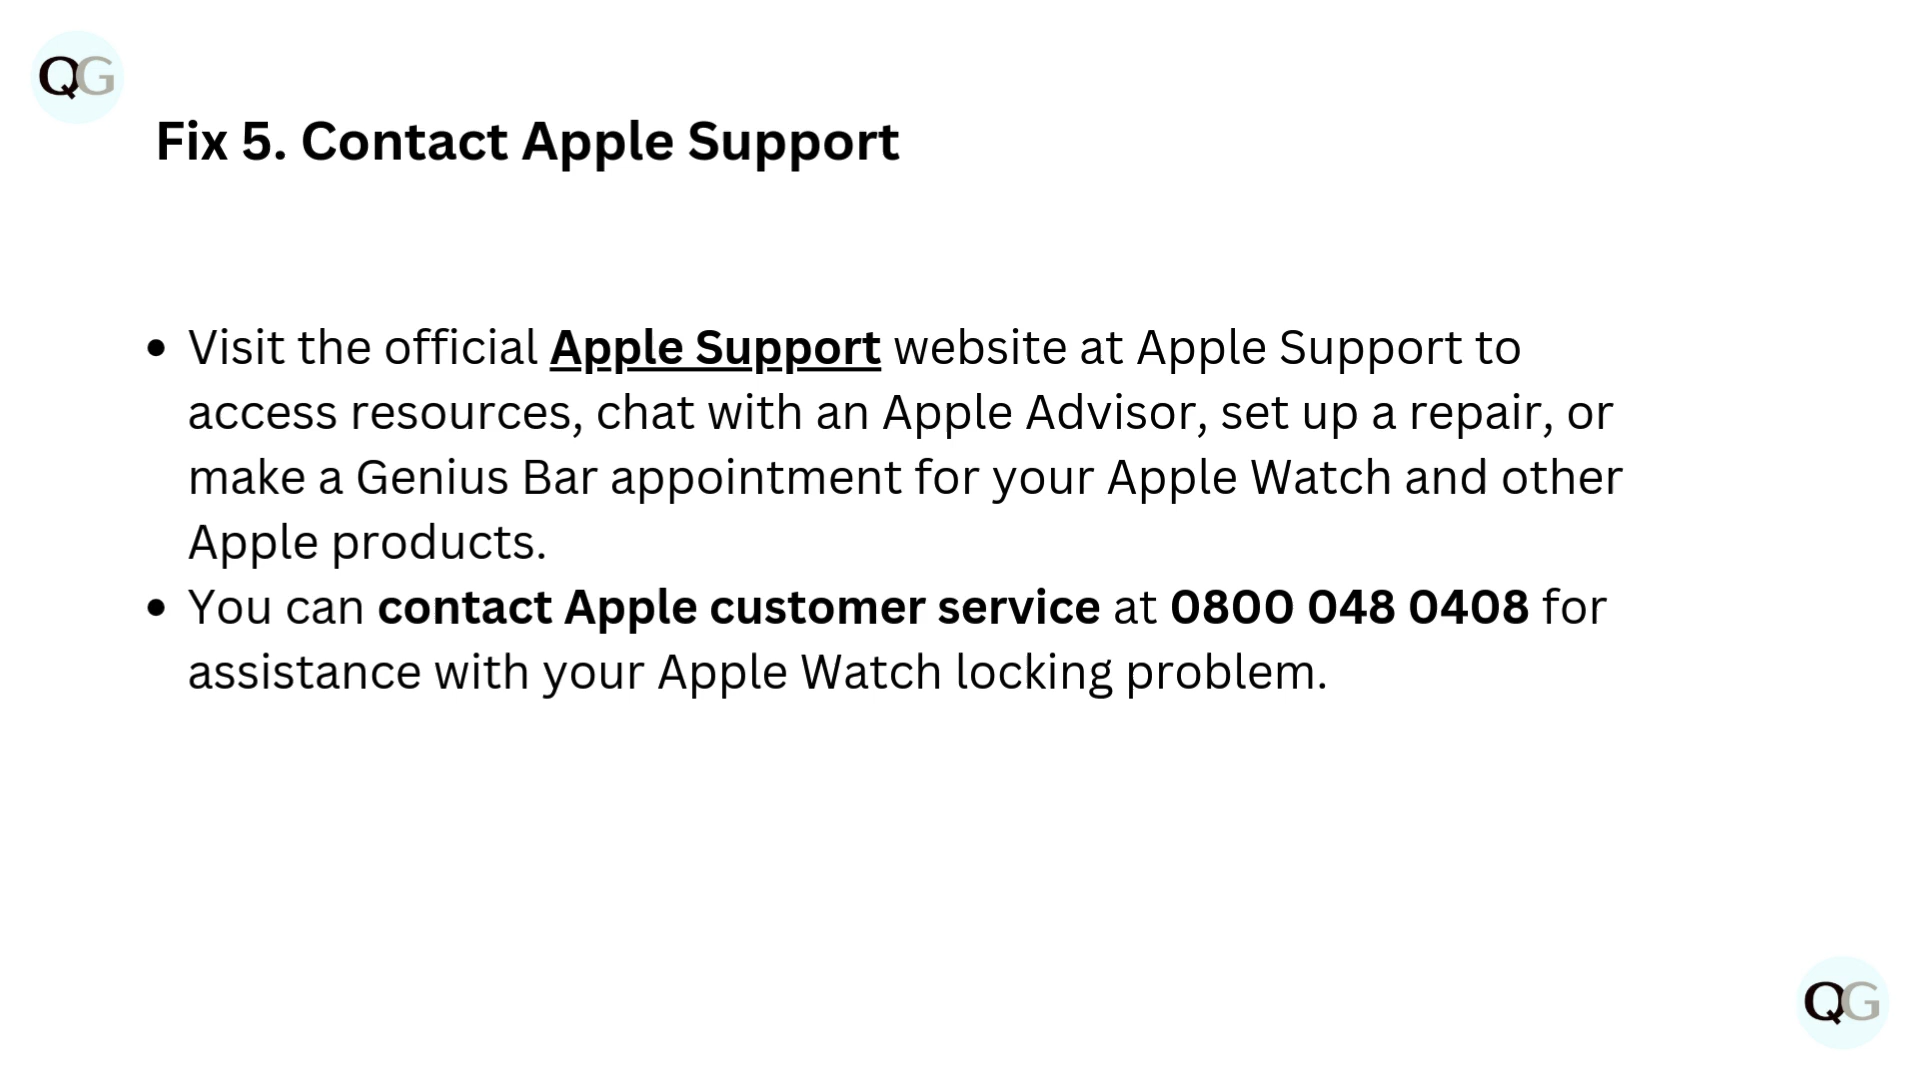 QG
Fix 5. Contact Apple Support
• Visit the official Apple Support website at Apple Support to
access resources, chat with an Apple Advisor, set up a repair, or
make a Genius Bar appointment for your Apple Watch and other
Apple products.
• You can contact Apple customer service at 0800 048 0408 for
assistance with your Apple Watch locking problem.
QG